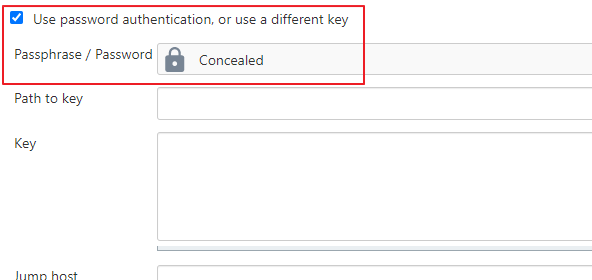 Use password authentication, or use a different key
Passphrase / Password Concealed
Path to key
Key
Jump host